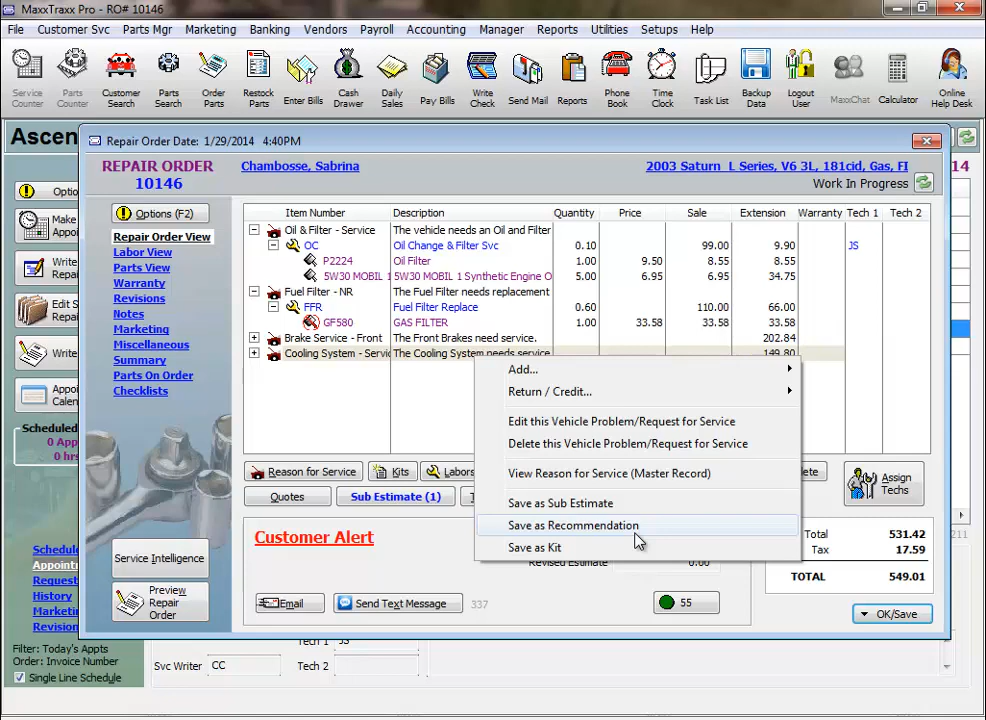 MaxxTraxx Pro - RO# 10146
File Customer Svc Parts Mgr Marketing Banking Vendors Payroll Accounting Manager Reports Utilities Setups Help
Service Counter
Parts Counter
Customer Search
Parts Search
Order Parts
Restock Parts
Enter Bills
Cash Drawer
Daily Sales
Pay Bills
Write Check
Send Mail
Reports
Phone Book
Time Clock
Task List
Backup Data
Logout User
MaxxChat
Calculator
Online Help Desk
Ascen
14
Optio
Make
Appoi
Write
Repai
Edit S
Repai
Write
Appoi
Calen
Scheduled
0 App
0 hrs
Schedule
Appoint
Request
History
Marketin
Revision
Filter: Today's Appts
Order: Invoice Number
Single Line Schedule
Repair Order Date: 1/29/2014 4:40PM
REPAIR ORDER
10146
Chambosse, Sabrina
2003 Saturn L Series, V6 3L, 181cid, Gas, FI
Work In Progress
Options (F2)
Repair Order View
Labor View
Parts View
Warranty
Revisions
Notes
Marketing
Miscellaneous
Summary
Parts On Order
Checklists
Service Intelligence
Preview
Repair
Order
Item Number Description Quantity Price Sale Extension Warranty Tech 1 Tech 2
Oil & Filter - Service The vehicle needs an Oil and Filter
OC Oil Change & Filter Svc 0.10 99.00 9.90 JS
P2224 Oil Filter 1.00 9.50 8.55 8.55
5W30 MOBIL 1 5W30 MOBIL 1 Synthetic Engine O 5.00 6.95 6.95 34.75
Fuel Filter - NR The Fuel Filter needs replacement
FFR Fuel Filter Replace 0.60 110.00 66.00
GF580 GAS FILTER 1.00 33.58 33.58 33.58
Brake Service - Front The Front Brakes need service. 202.84
Cooling System - Servic The Cooling System needs service 149.80
Add...
Return / Credit...
Edit this Vehicle Problem/Request for Service
Delete this Vehicle Problem/Request for Service
View Reason for Service (Master Record)
Save as Sub Estimate
Save as Recommendation
Save as Kit
Reason for Service Kits Labors lete
Assign
Techs
Quotes Sub Estimate (1)
Customer Alert
Revised Estimate 0.00
Total 531.42
Tax 17.59
TOTAL 549.01
211
Email Send Text Message 337 55 OK/Save
Tech 1 JS
Svc Writer CC Tech 2